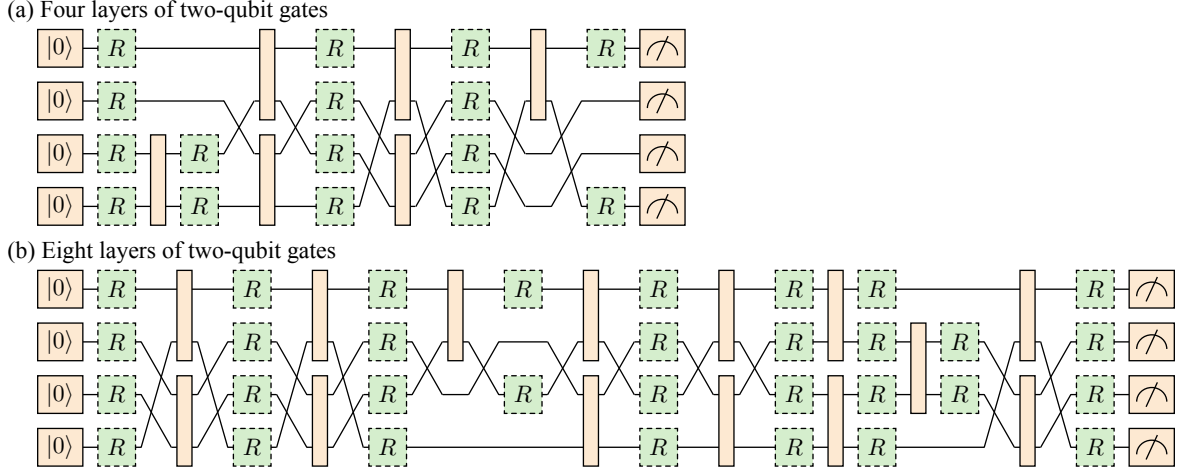 (a) Four layers of two-qubit gates
|0⟩ R R R R
|0⟩ R R R
|0⟩ R R R R
|0⟩ R R R R R
(b) Eight layers of two-qubit gates
|0⟩ R R R R R R R R
|0⟩ R R R R R R R R
|0⟩ R R R R R R R R R
|0⟩ R R R R R R R